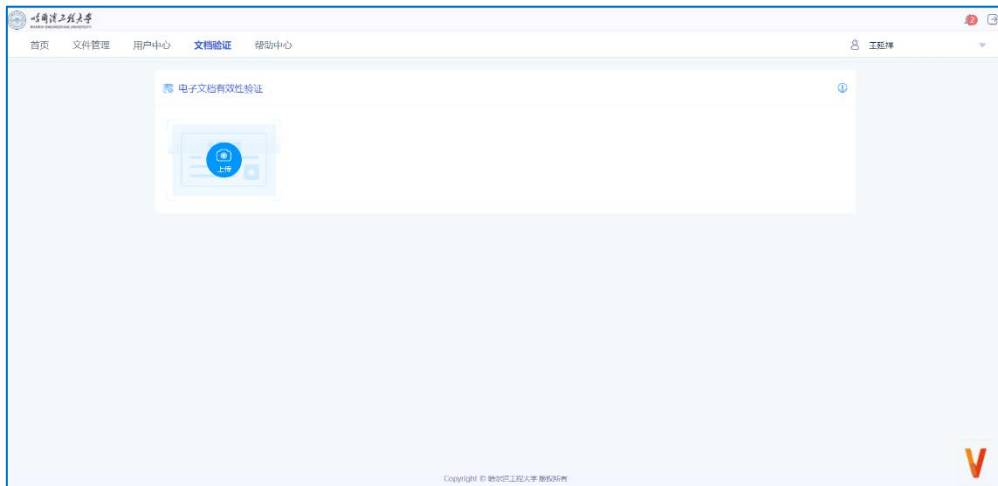 哈尔滨工程大学
2
首页 文件管理 用户中心 文档验证 帮助中心 王延祥
电子文档有效性验证
上传
Copyright © 哈尔滨工程大学 版权所有